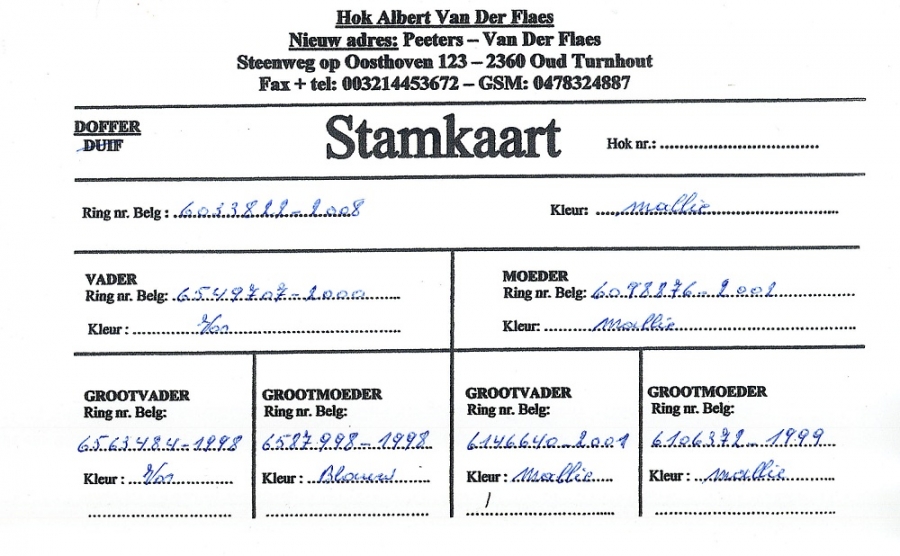 Hok Albert Van Der Flaes
Nieuw adres: Peeters – Van Der Flaes
Steenweg op Oosthoven 123 – 2360 Oud Turnhout
Fax + tel: 003214453672 – GSM: 0478324887
DOFFER
DUIF
Stamkaart
Hok nr.:
Ring nr. Belg : 6033822-2008 Kleur: mallie
VADER
Ring nr. Belg: 6549707-2000
Kleur :
MOEDER
Ring nr. Belg: 6098276-2002
Kleur: mallie
GROOTVADER
Ring nr. Belg:
6563484-1998
Kleur :
GROOTMOEDER
Ring nr. Belg:
6587998-1998
Kleur : Blauw
GROOTVADER
Ring nr. Belg:
6146640-2001
Kleur : mallie
GROOTMOEDER
Ring nr. Belg:
6106372-1999
Kleur : mallie